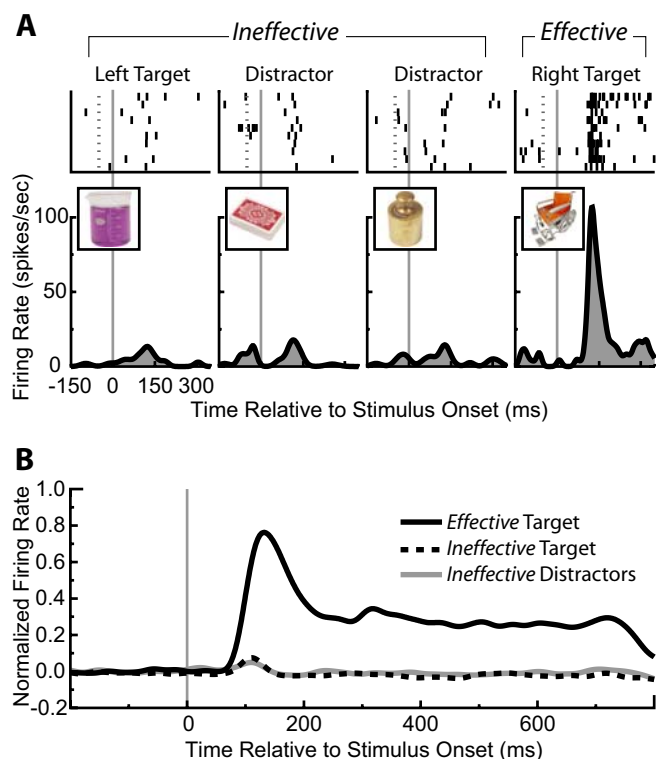 A
Ineffective
Effective
Left Target
Distractor
Distractor
Right Target
Firing Rate (spikes/sec)
100
50
0
-150 0 150 300
Time Relative to Stimulus Onset (ms)
B
Normalized Firing Rate
1.0
0.8
0.6
0.4
0.2
0.0
-0.2
Effective Target
Ineffective Target
Ineffective Distractors
0 200 400 600
Time Relative to Stimulus Onset (ms)